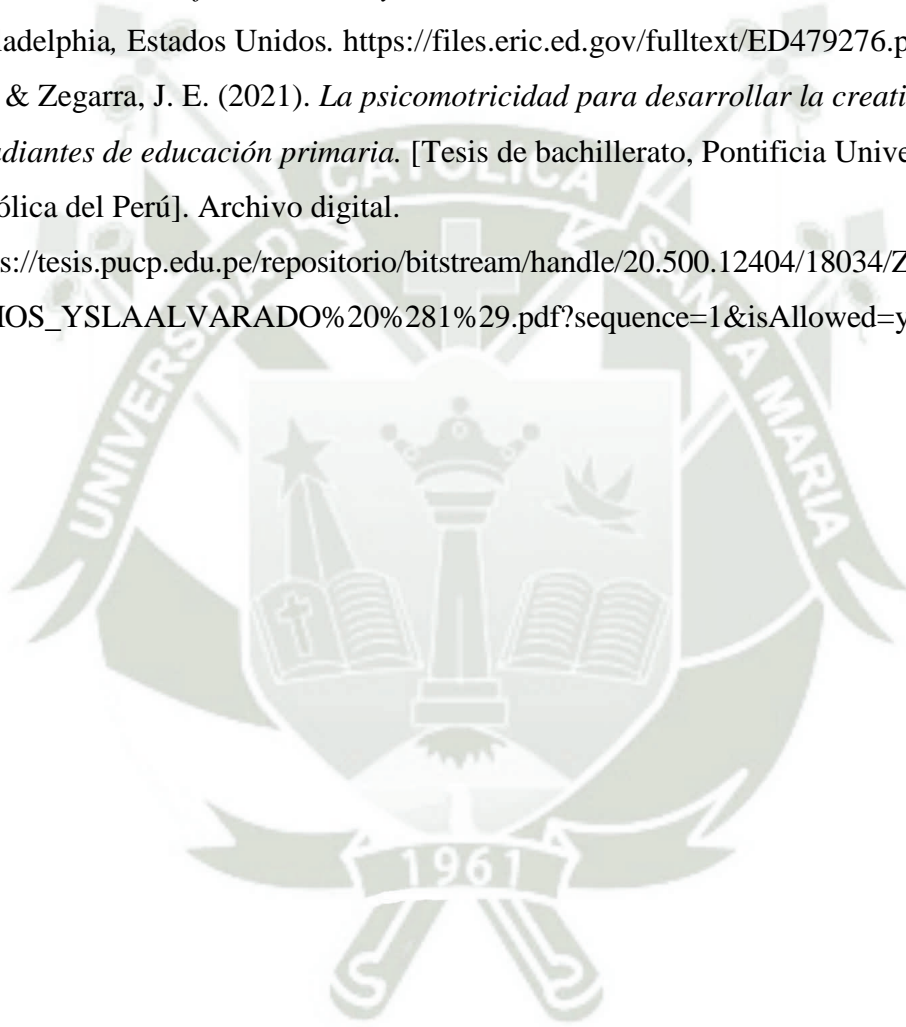 adelphia, Estados Unidos. https://files.eric.ed.gov/fulltext/ED479276.p
& Zegarra, J. E. (2021). La psicomotricidad para desarrollar la creati
diantes de educación primaria. [Tesis de bachillerato, Pontificia Unive
ólica del Perú]. Archivo digital.
s://tesis.pucp.edu.pe/repositorio/bitstream/handle/20.500.12404/18034/Z
IOS_YSLAALVARADO%20%281%29.pdf?sequence=1&isAllowed=y
UNIVERSIDAD CATOLICA SANTA MARIA
1961